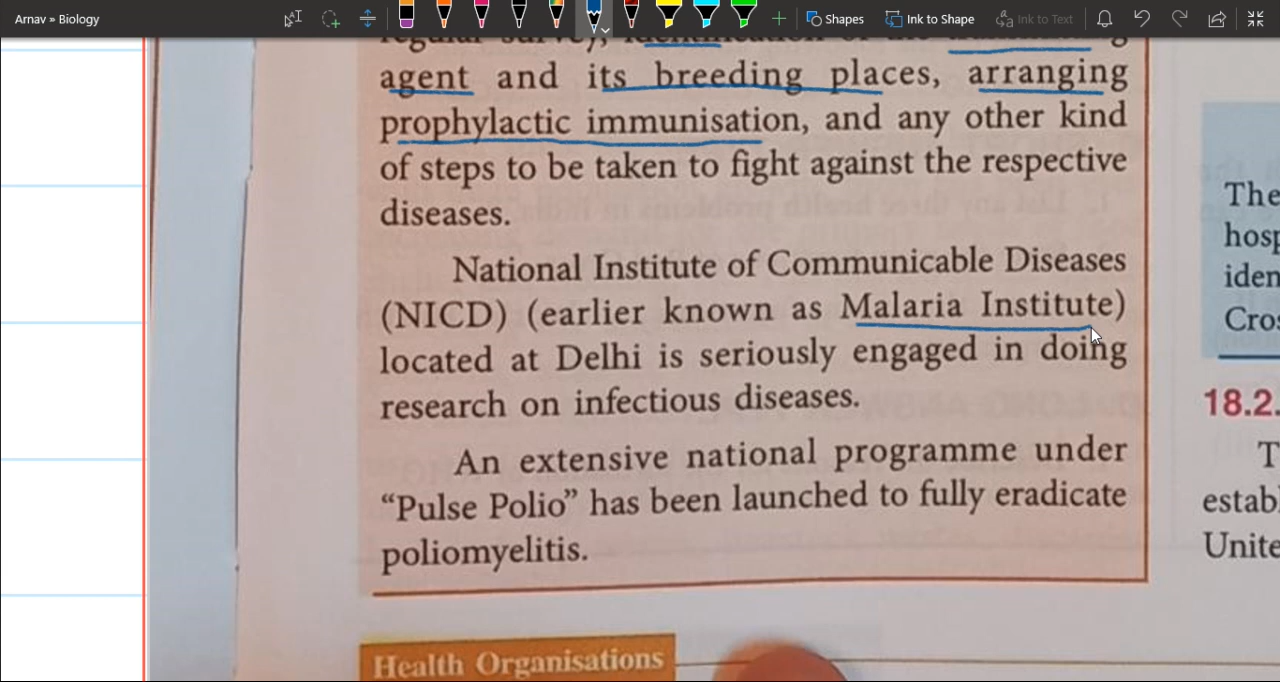 Arnav » Biology
Shapes
Ink to Shape
Ink to Text
agent and its breeding places, arranging
prophylactic immunisation, and any other kind
of steps to be taken to fight against the respective
diseases.
National Institute of Communicable Diseases
(NICD) (earlier known as Malaria Institute)
located at Delhi is seriously engaged in doing
research on infectious diseases.
An extensive national programme under
“Pulse Polio” has been launched to fully eradicate
poliomyelitis.
Health Organisations
The
hosp
iden
Cros
18.2.
T
establ
Unite